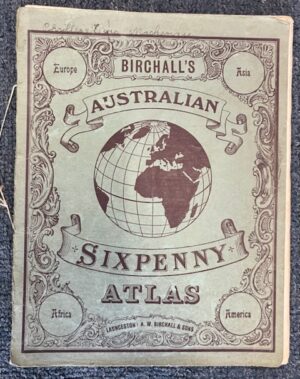 Europe
BIRCHALL'S
Asia
AUSTRALIAN
SIXPENNY
ATLAS
Africa
LAUNCESTON: A. W. BIRCHALL & SONS
America